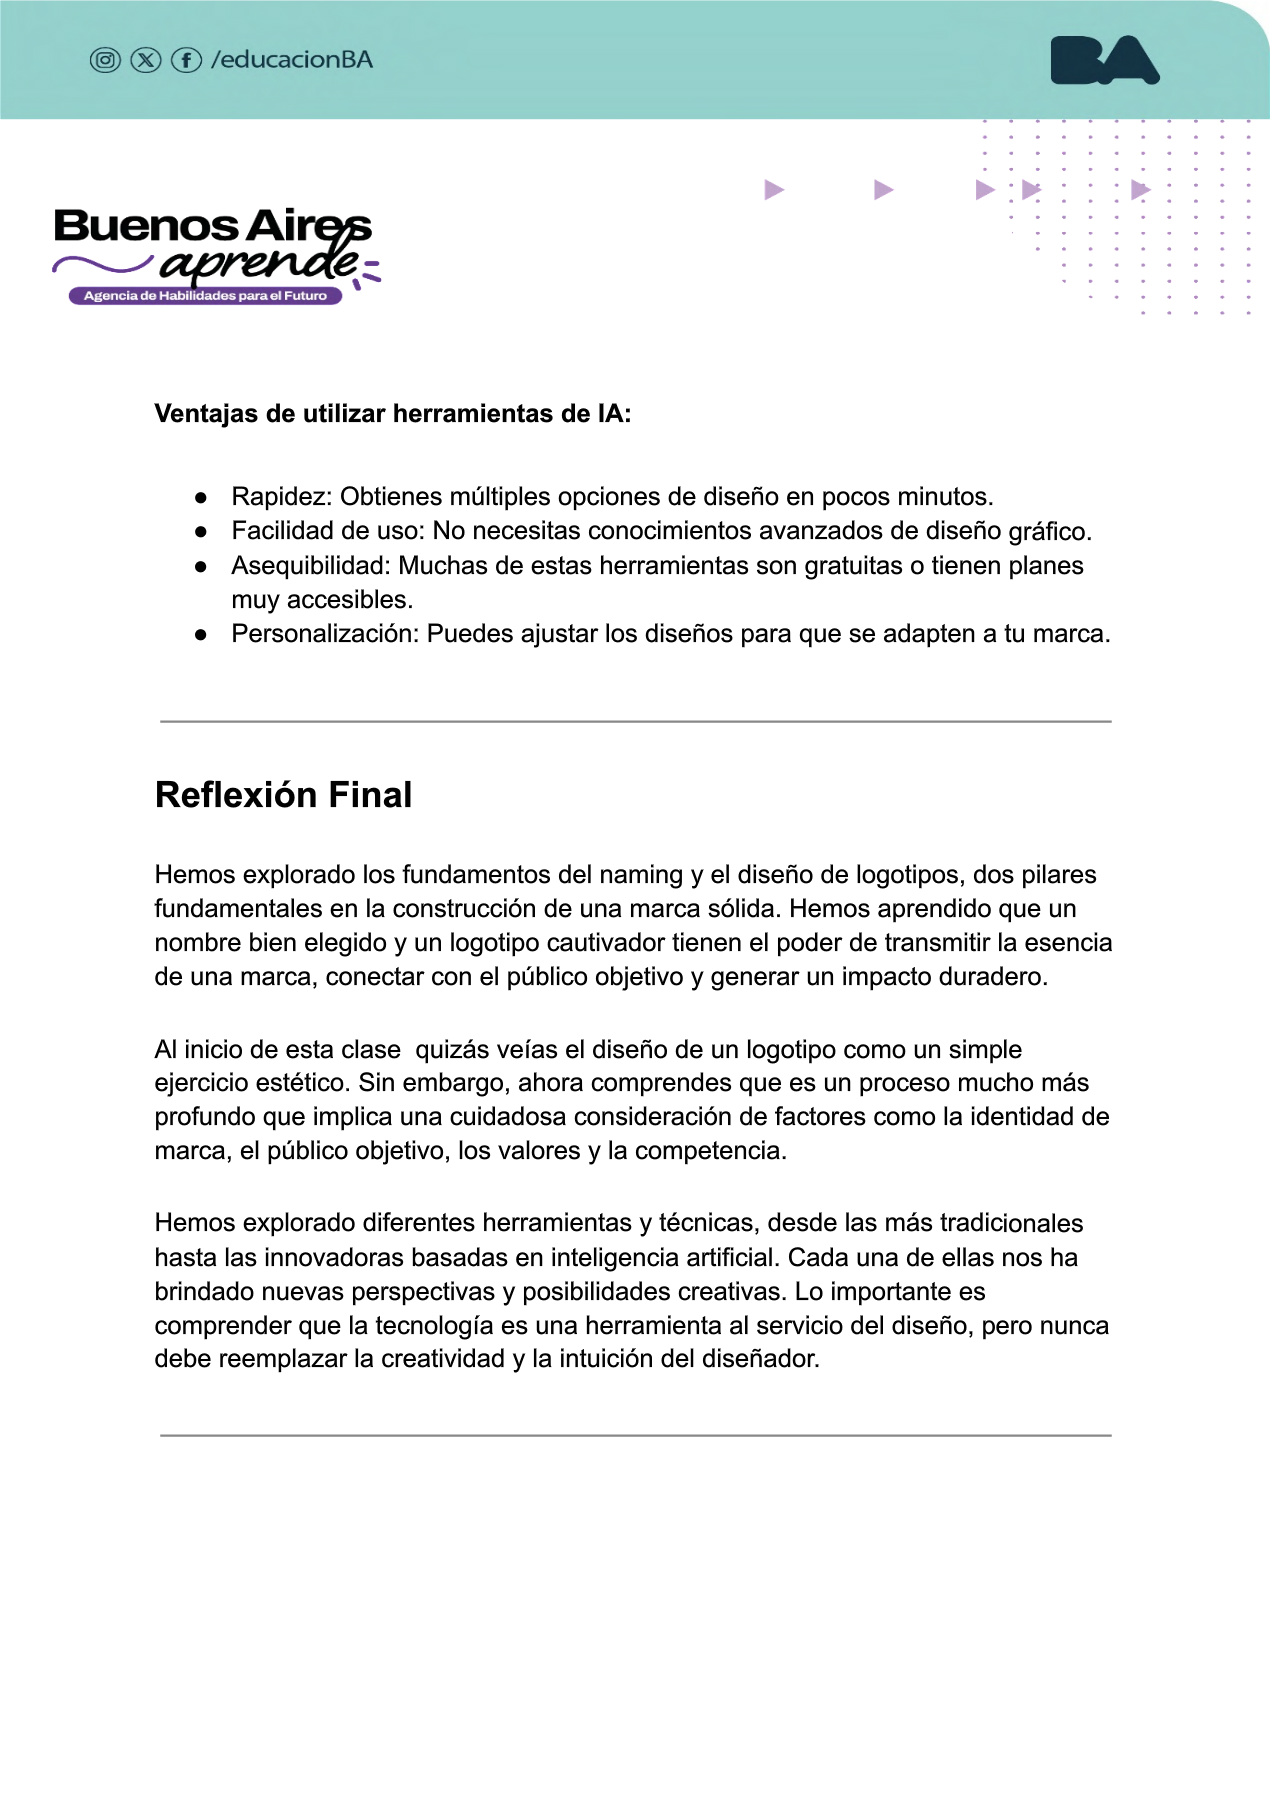 /educacionBA
BA
Buenos Aires
aprende
Agencia de Habilidades para el Futuro
Ventajas de utilizar herramientas de IA:
● Rapidez: Obtienes múltiples opciones de diseño en pocos minutos.
● Facilidad de uso: No necesitas conocimientos avanzados de diseño gráfico.
● Asequibilidad: Muchas de estas herramientas son gratuitas o tienen planes
muy accesibles.
● Personalización: Puedes ajustar los diseños para que se adapten a tu marca.
Reflexión Final
Hemos explorado los fundamentos del naming y el diseño de logotipos, dos pilares
fundamentales en la construcción de una marca sólida. Hemos aprendido que un
nombre bien elegido y un logotipo cautivador tienen el poder de transmitir la esencia
de una marca, conectar con el público objetivo y generar un impacto duradero.
Al inicio de esta clase  quizás veías el diseño de un logotipo como un simple
ejercicio estético. Sin embargo, ahora comprendes que es un proceso mucho más
profundo que implica una cuidadosa consideración de factores como la identidad de
marca, el público objetivo, los valores y la competencia.
Hemos explorado diferentes herramientas y técnicas, desde las más tradicionales
hasta las innovadoras basadas en inteligencia artificial. Cada una de ellas nos ha
brindado nuevas perspectivas y posibilidades creativas. Lo importante es
comprender que la tecnología es una herramienta al servicio del diseño, pero nunca
debe reemplazar la creatividad y la intuición del diseñador.